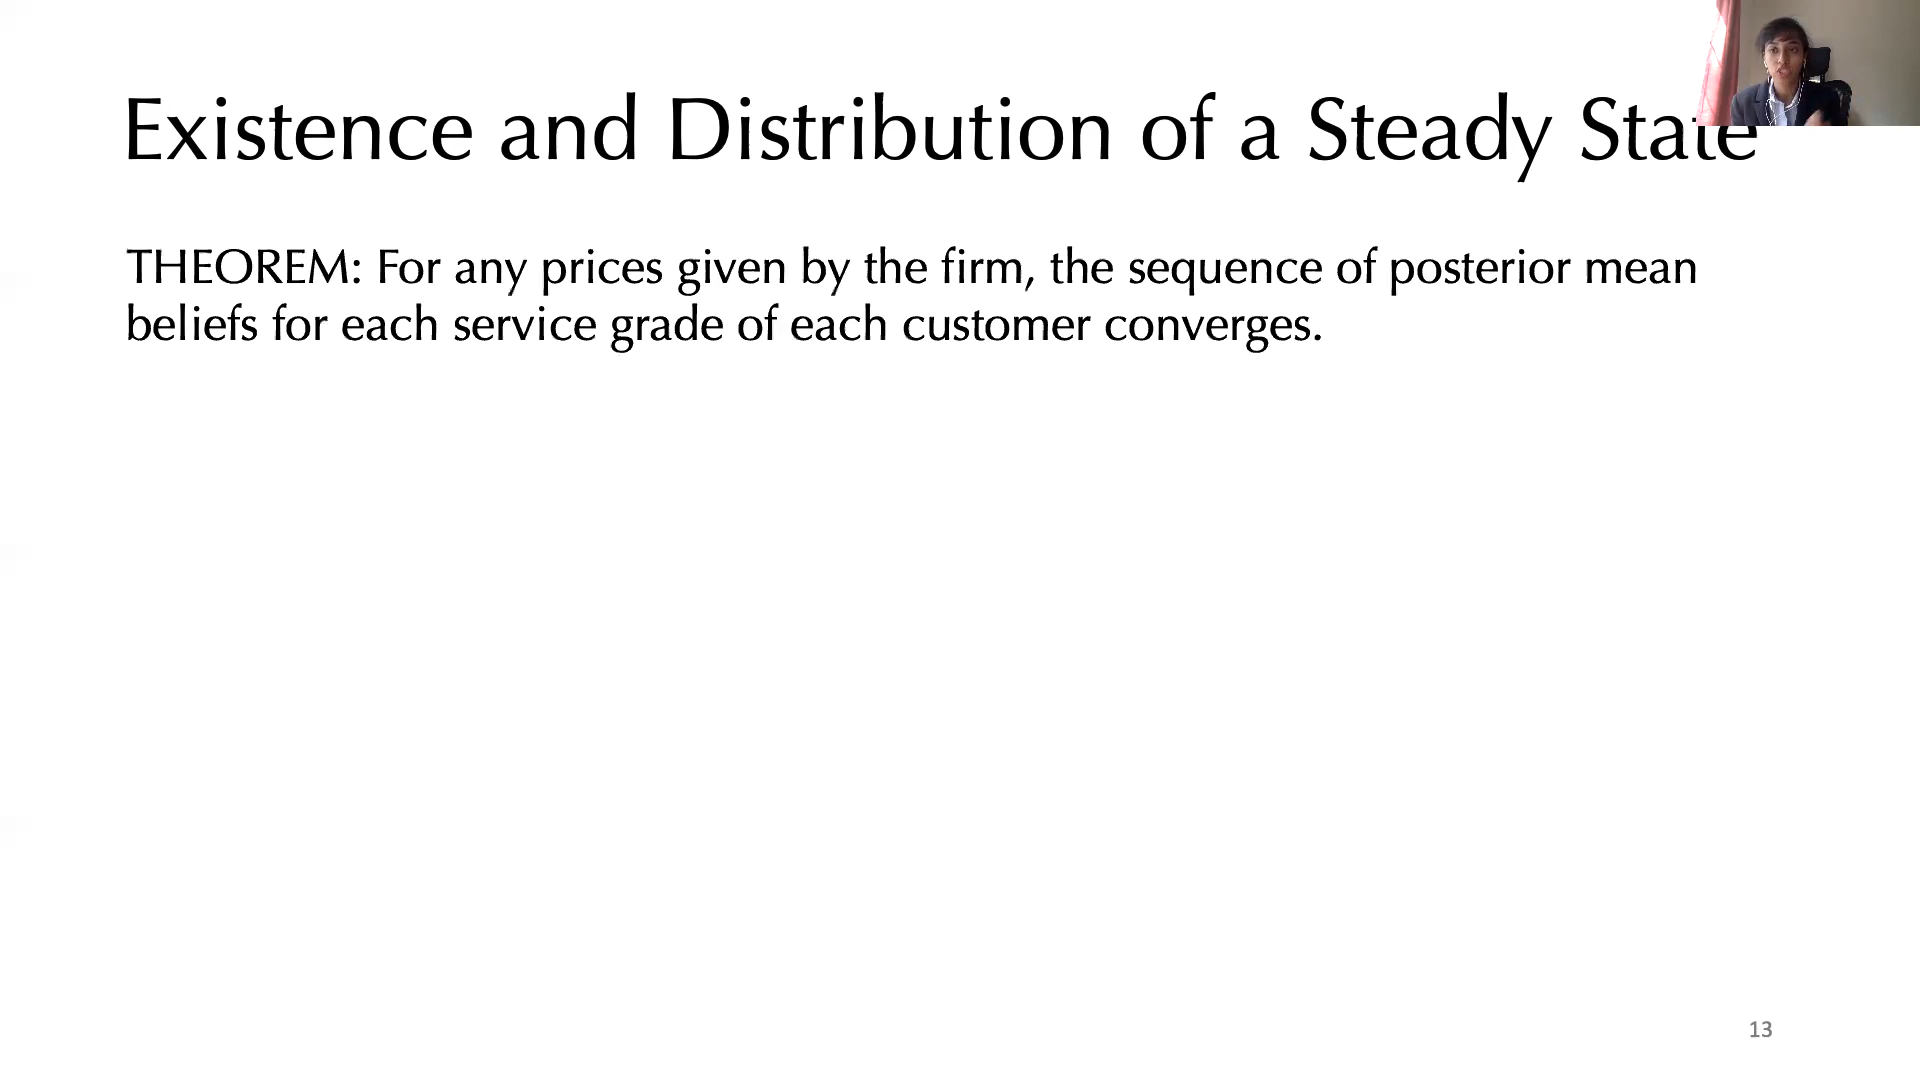 Existence and Distribution of a Steady State
THEOREM: For any prices given by the firm, the sequence of posterior mean
beliefs for each service grade of each customer converges.
13